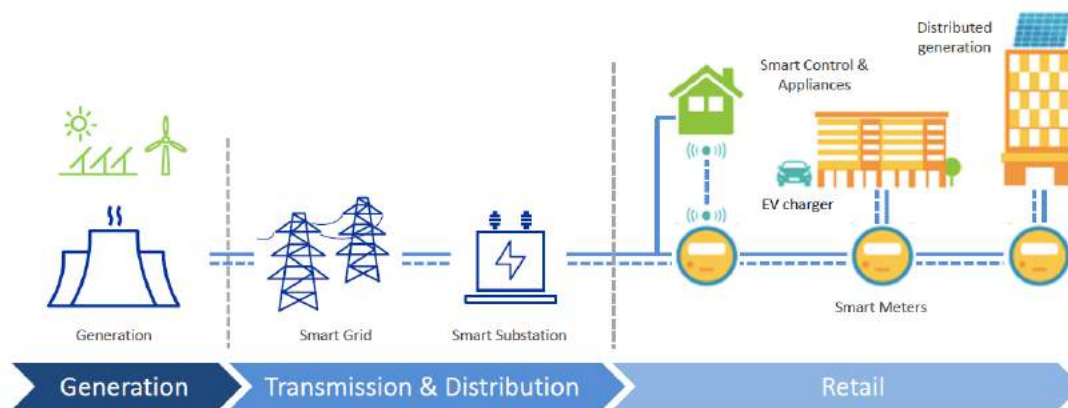 Distributed
generation
Smart Control &
Appliances
EV charger
Generation
Smart Grid
Smart Substation
Smart Meters
Generation
Transmission & Distribution
Retail